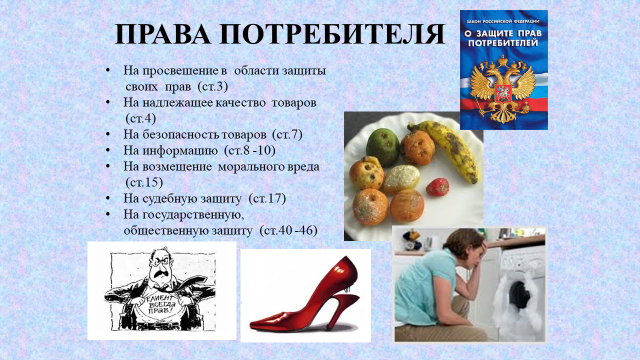 ПРАВА ПОТРЕБИТЕЛЯ
ЗАКОН РОССИЙСКОЙ ФЕДЕРАЦИИ
О ЗАЩИТЕ ПРАВ
ПОТРЕБИТЕЛЕЙ
• На просвещение в области защиты
своих прав (ст.3)
• На надлежащее качество товаров
(ст.4)
• На безопасность товаров (ст.7)
• На информацию (ст.8 -10)
• На возмещение морального вреда
(ст.15)
• На судебную защиту (ст.17)
• На государственную,
общественную защиту (ст.40 -46)
КЛИЕНТ
ВСЕГДА
ПРАВ?